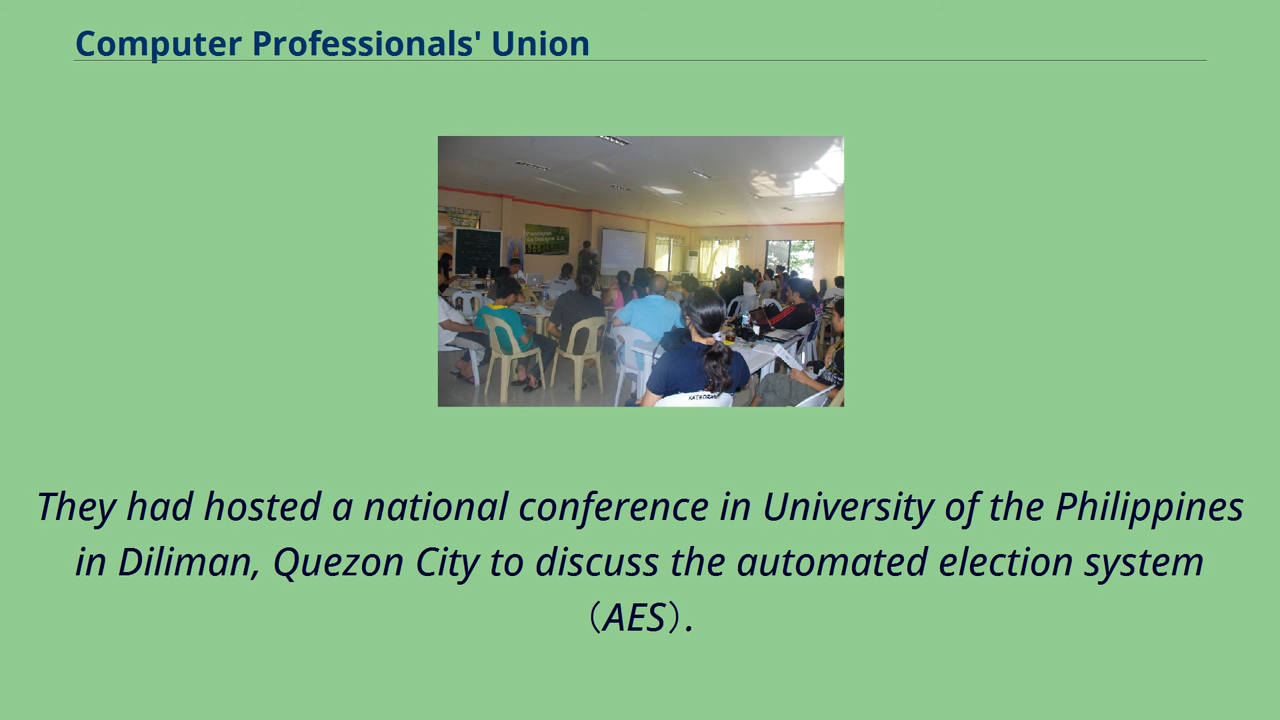 Computer Professionals' Union
KATHDRAL
They had hosted a national conference in University of the Philippines
in Diliman, Quezon City to discuss the automated election system
（AES）.